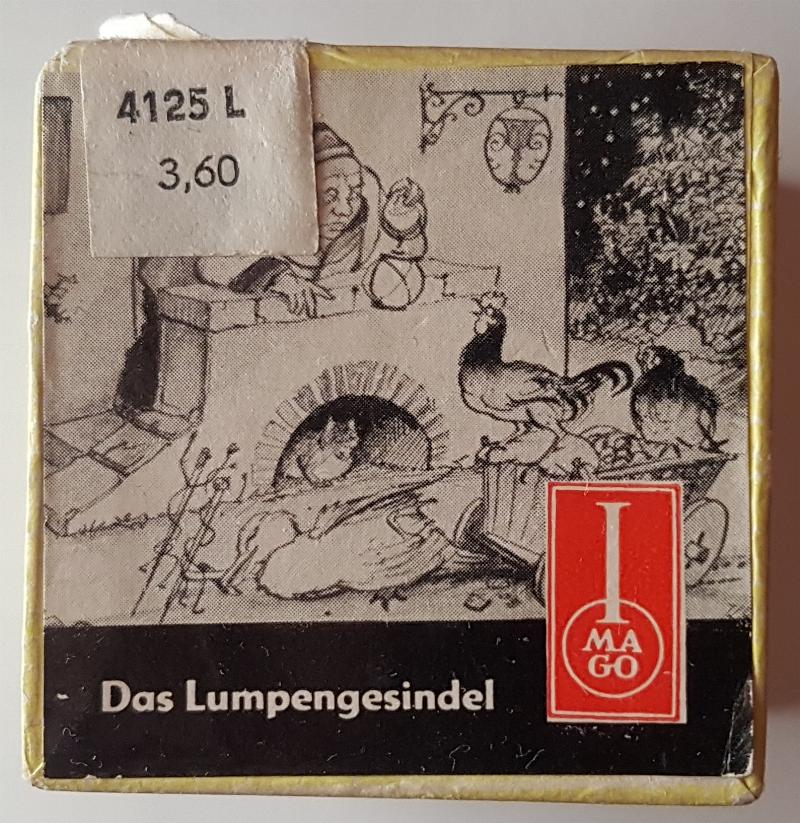 4125 L
3,60
I
MA
GO
Das Lumpengesindel